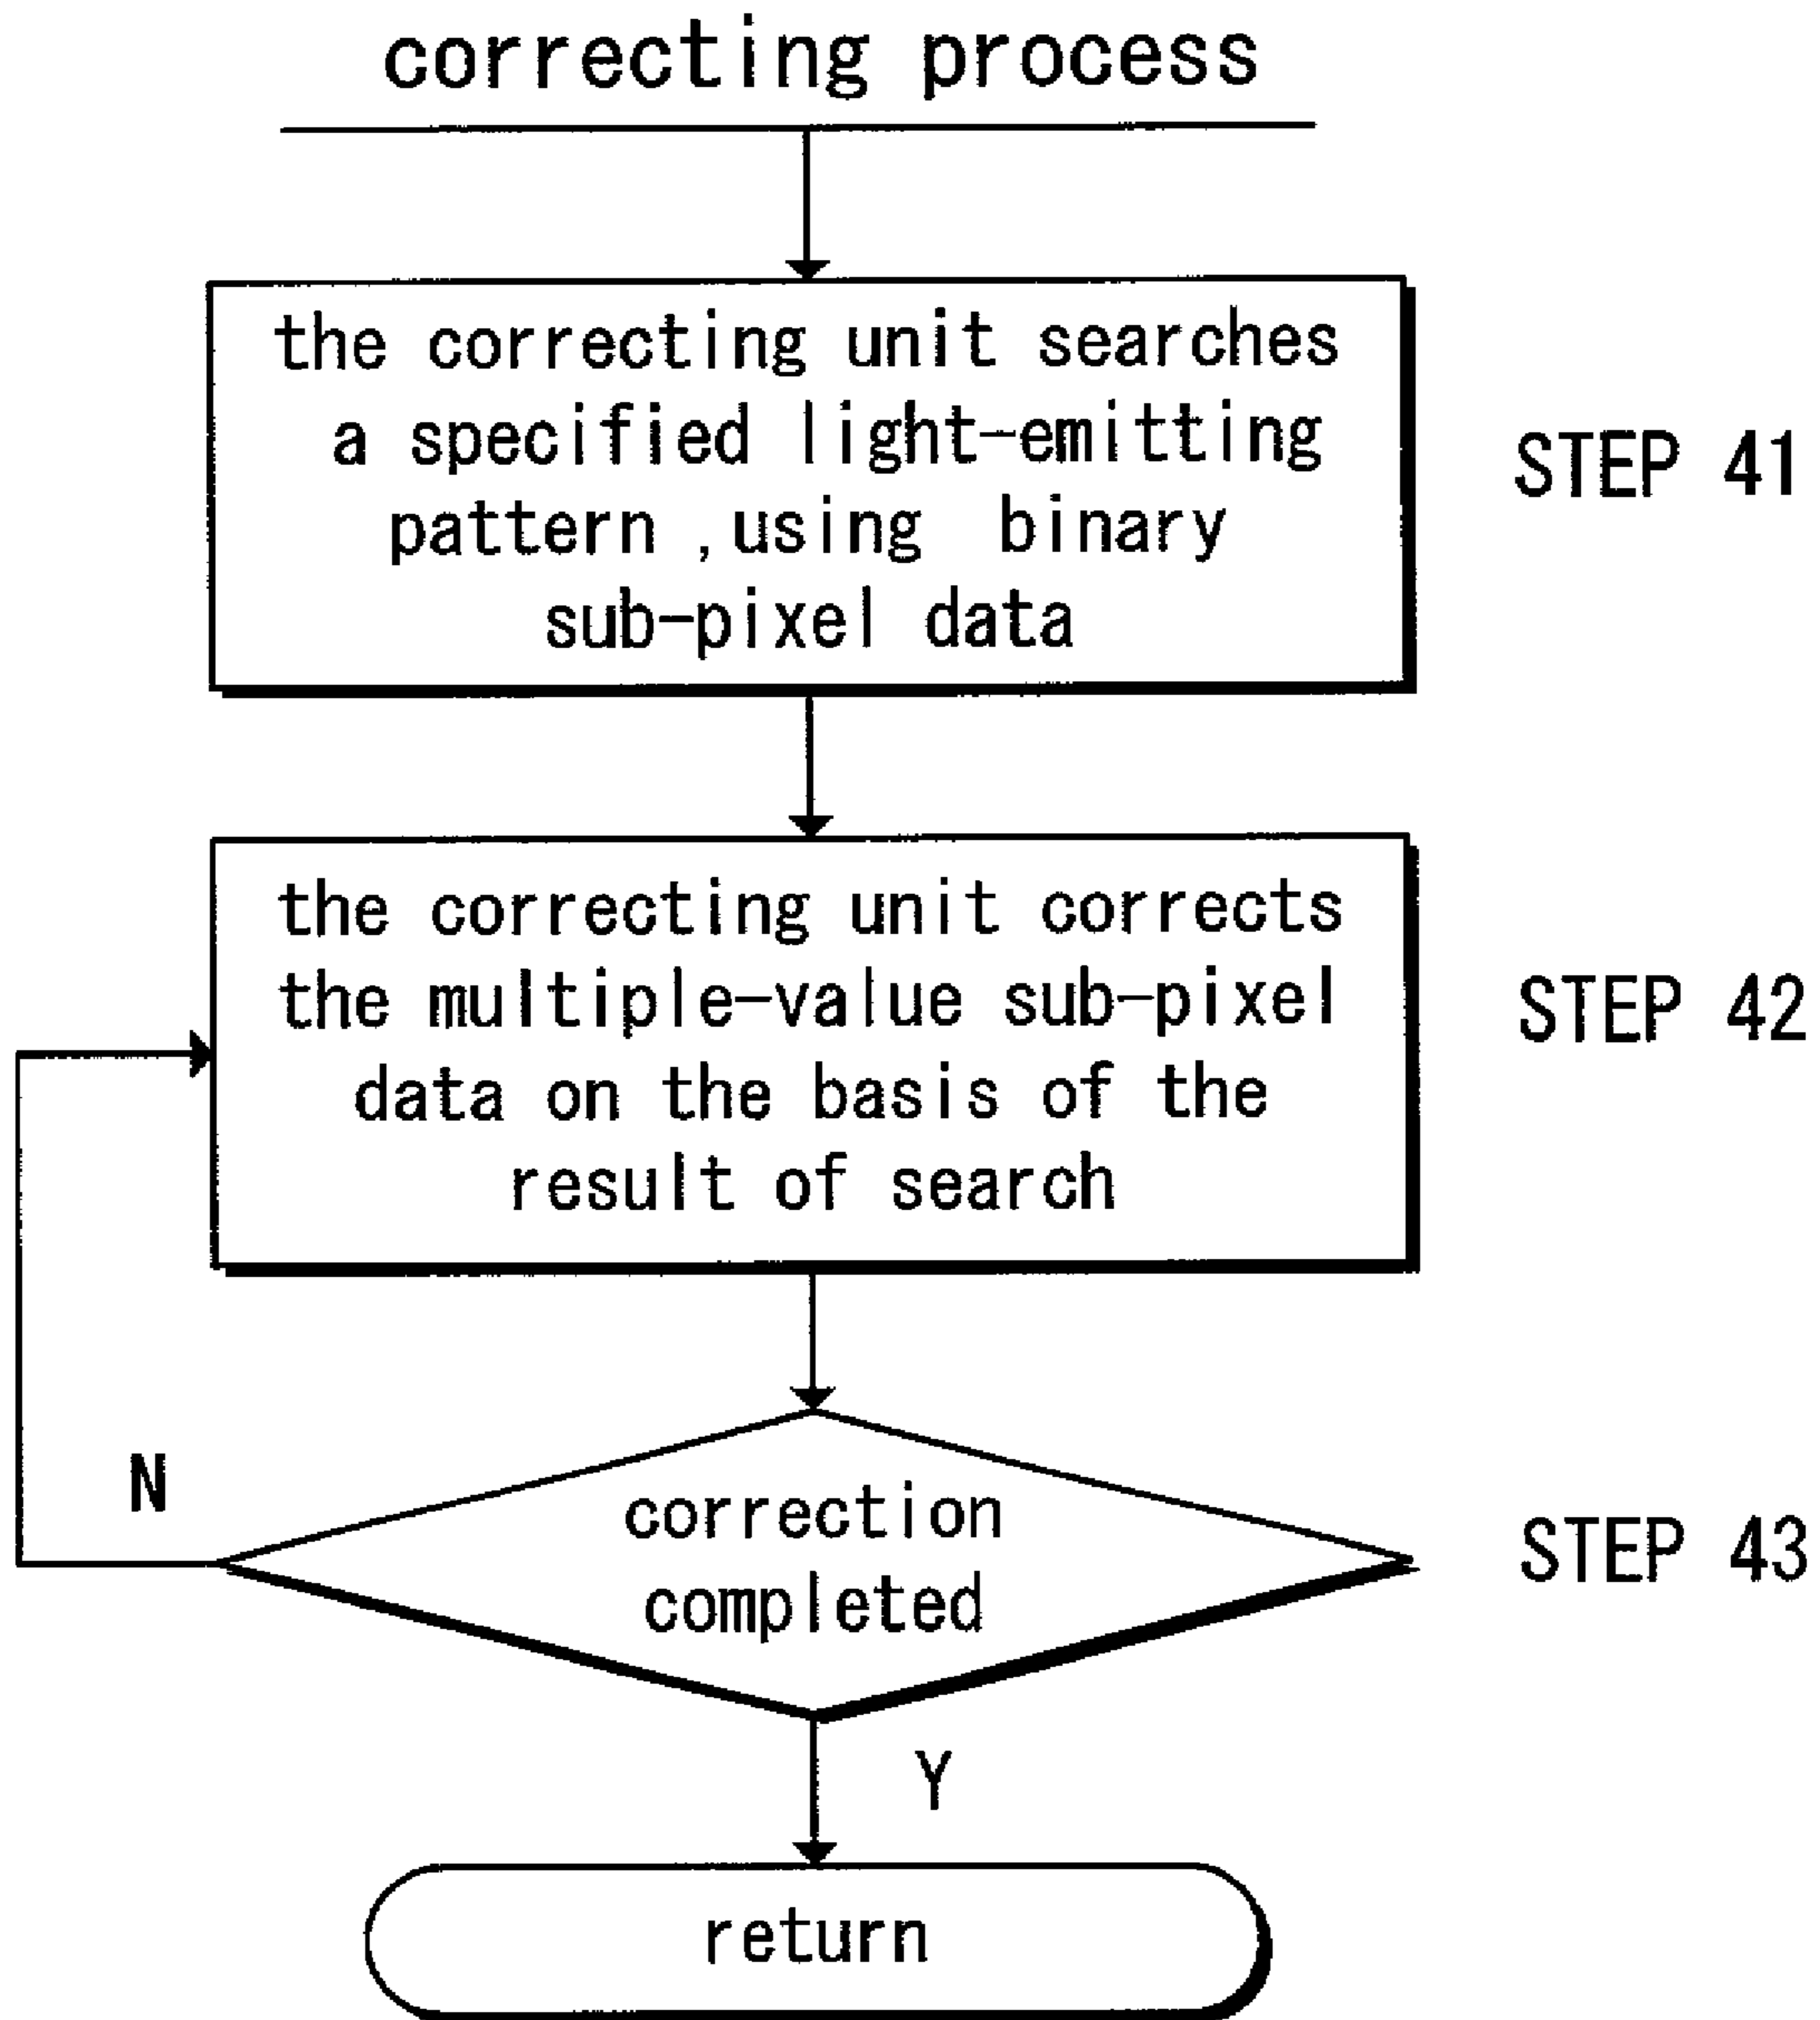 correcting process
the correcting unit searches
a specified light-emitting
pattern ,using binary
sub-pixel data
STEP 41
the correcting unit corrects
the multiple-value sub-pixel
data on the basis of the
result of search
STEP 42
N
correction
completed
STEP 43
Y
return